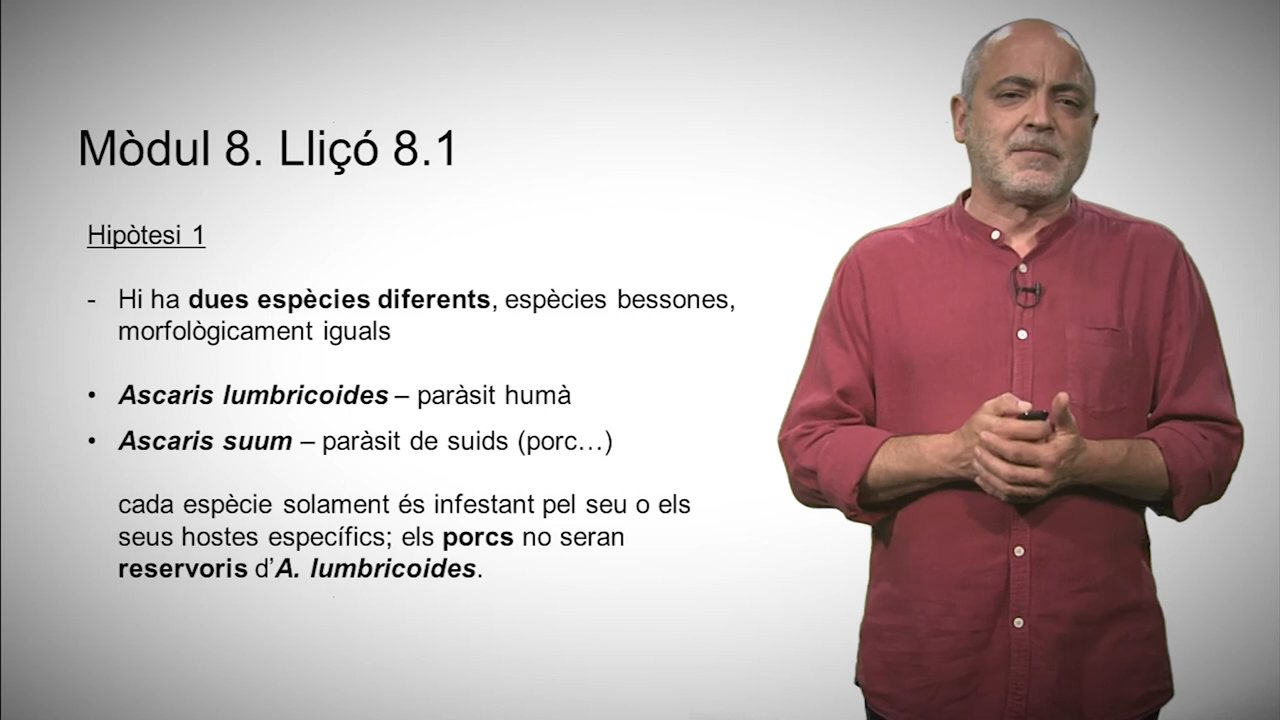 Mòdul 8. Lliçó 8.1
Hipòtesi 1
- Hi ha dues espècies diferents, espècies bessones,
morfològicament iguals
• Ascaris lumbricoides – paràsit humà
• Ascaris suum – paràsit de suids (porc…)
cada espècie solament és infestant pel seu o els
seus hostes específics; els porcs no seran
reservoris d’A. lumbricoides.